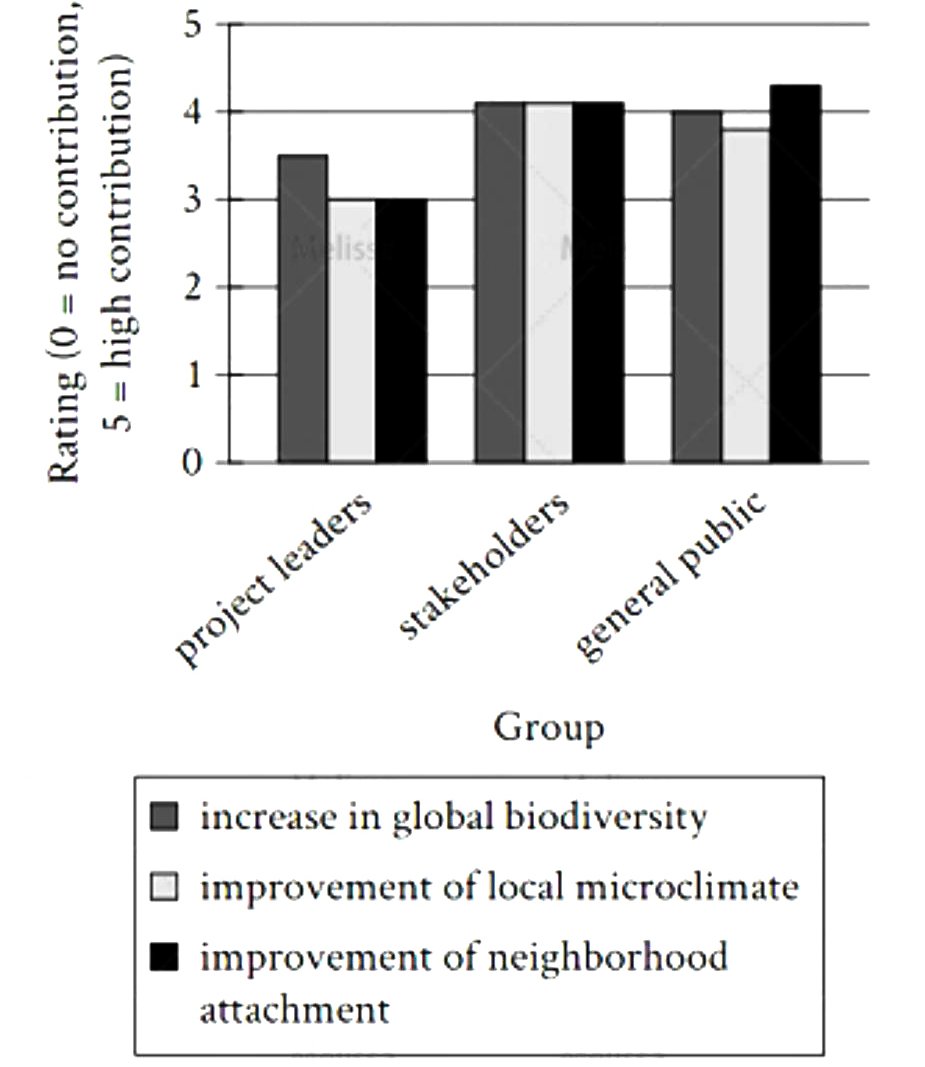 Rating (0 = no contribution,
5 = high contribution)
5
4
3
2
1
0
project leaders
stakeholders
general public
Group
increase in global biodiversity
improvement of local microclimate
improvement of neighborhood
attachment